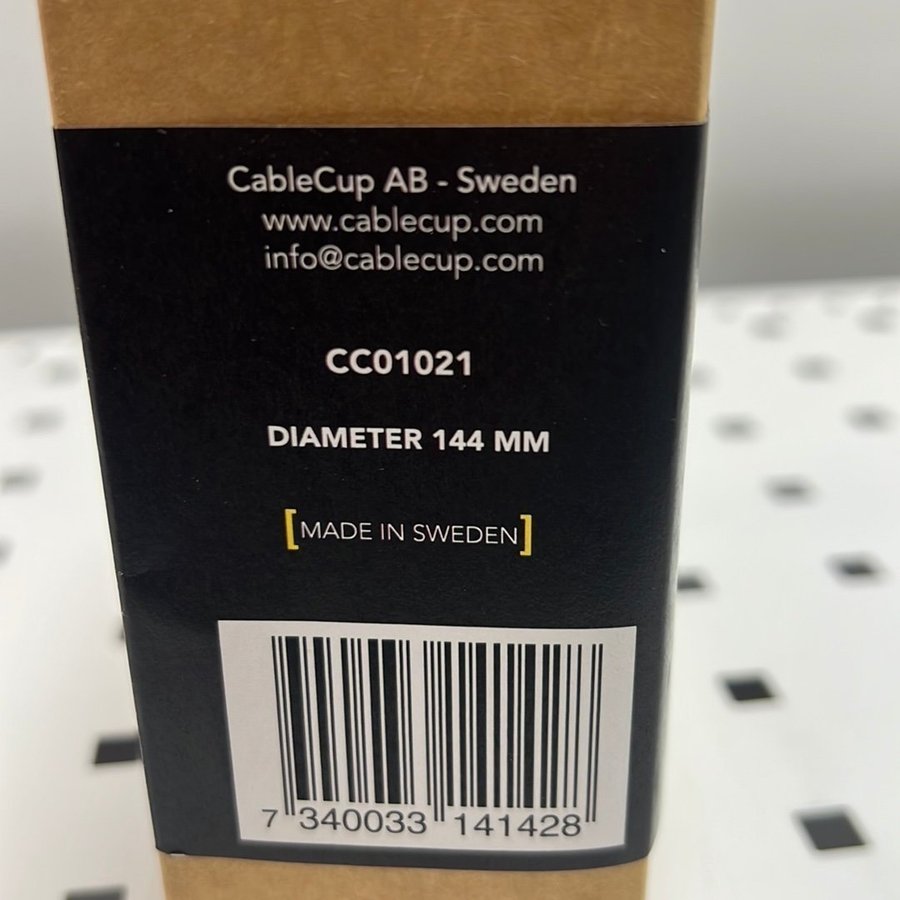 CableCup AB - Sweden
www.cablecup.com
info@cablecup.com
CC01021
DIAMETER 144 MM
[MADE IN SWEDEN]
7 340033 141428